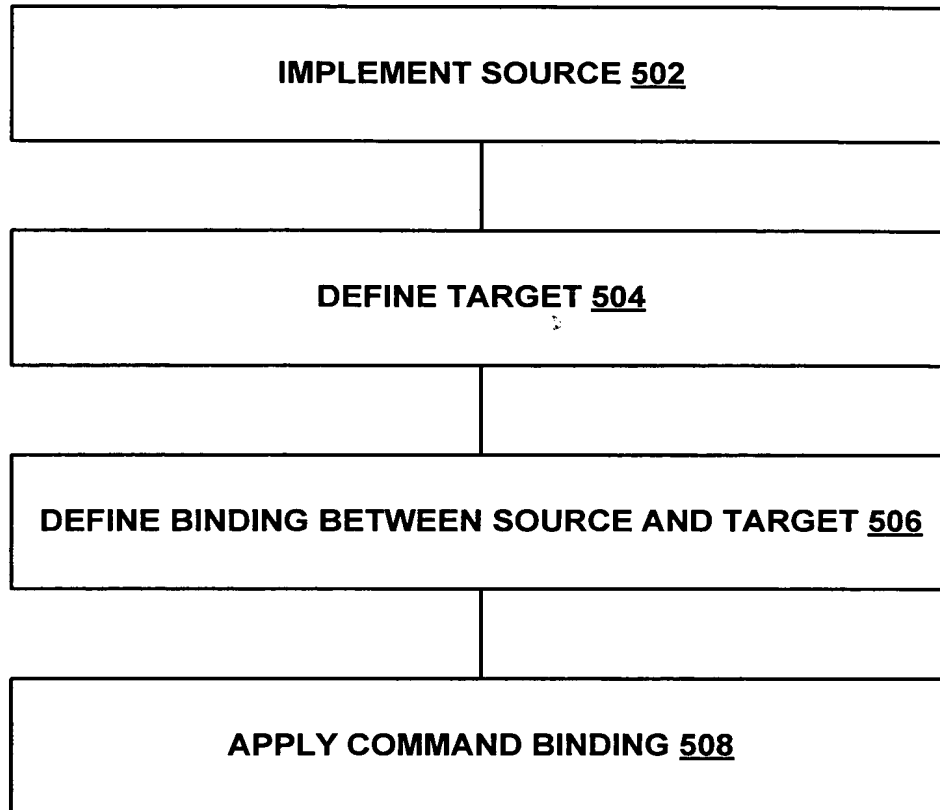 IMPLEMENT SOURCE 502
DEFINE TARGET 504
DEFINE BINDING BETWEEN SOURCE AND TARGET 506
APPLY COMMAND BINDING 508